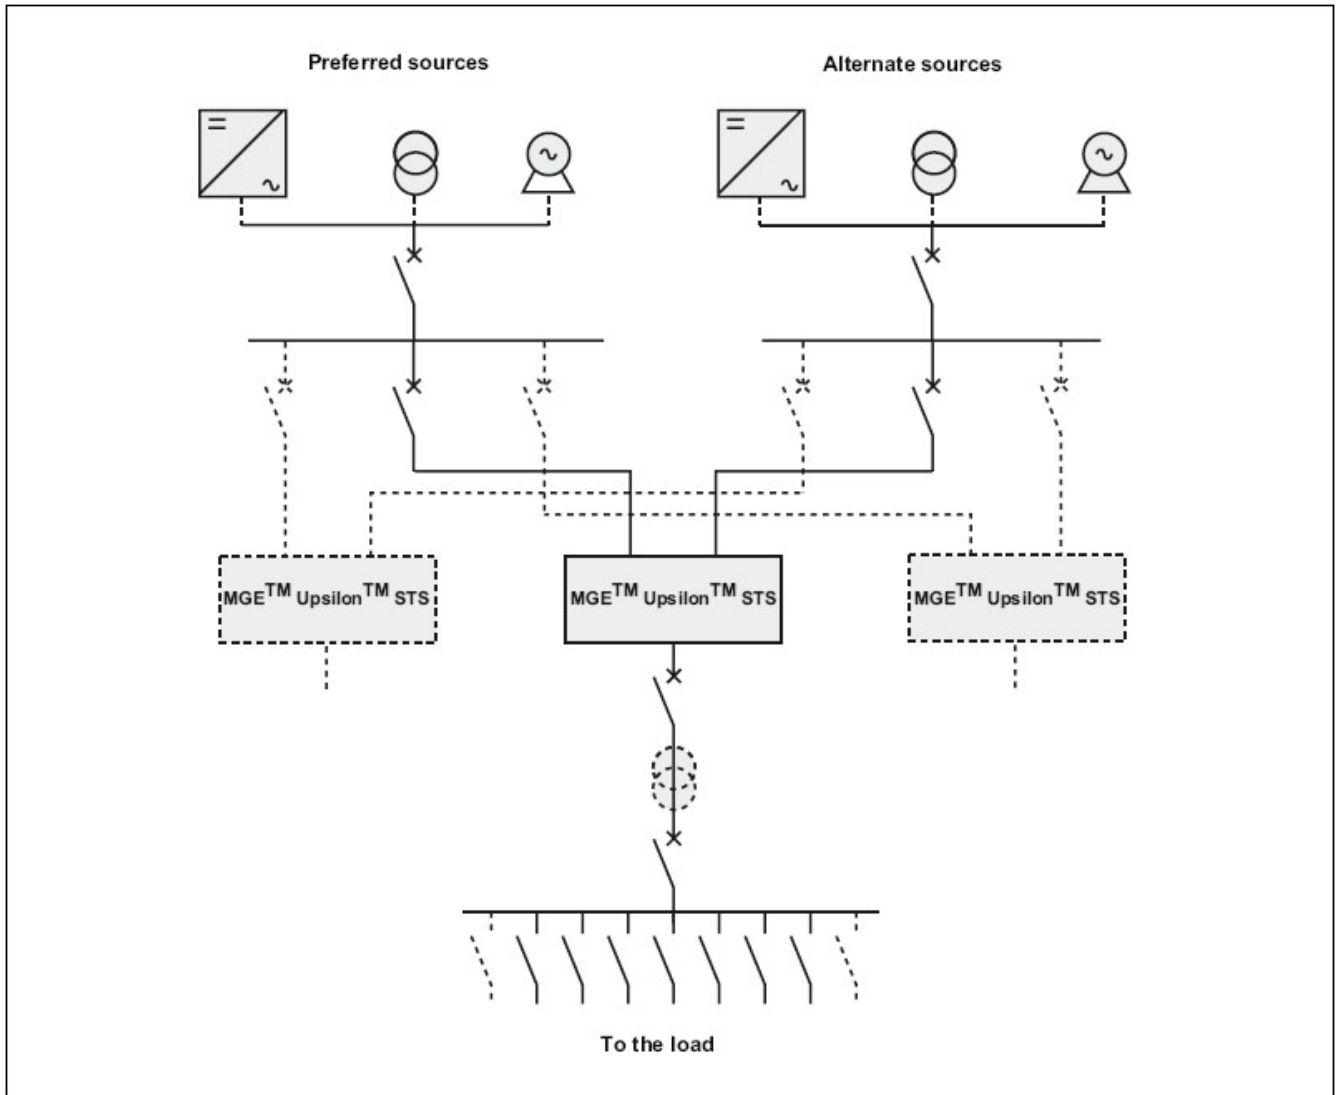 Preferred sources
Alternate sources
MGE™ Upsilon™ STS
MGE™ Upsilon™ STS
MGE™ Upsilon™ STS
To the load